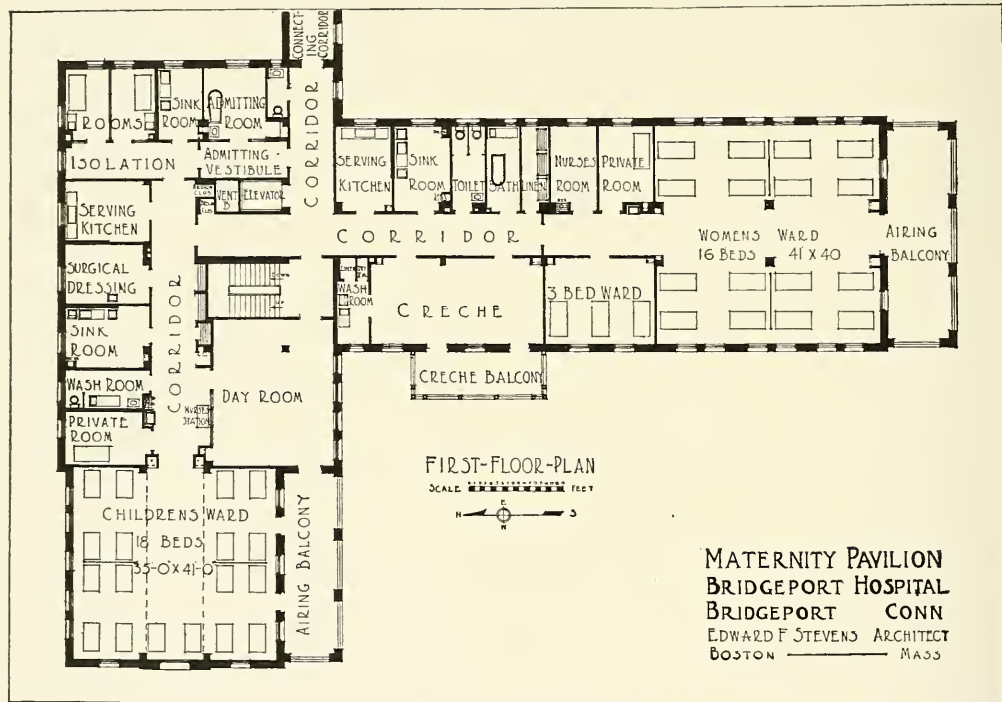 CONNECT-
ING
CORRIDOR
CORRIDOR
ROOMS
SINK
ROOM
ADMITTING
ROOM
ISOLATION
ADMITTING
VESTIBULE
VENT
ELEVATOR
SERVING
KITCHEN
SINK
ROOM
TOILET
BATH
LINEN
NURSES
ROOM
PRIVATE
ROOM
SERVING
KITCHEN
CORRIDOR
WOMENS WARD
16 BEDS 41'X40
AIRING
BALCONY
SURGICAL
DRESSING
CORRIDOR
WASH
ROOM
CRECHE
3 BED WARD
SINK
ROOM
CRECHE BALCONY
WASH ROOM
DAY ROOM
NURSES
STATION
PRIVATE
ROOM
CHILDRENS WARD
18 BEDS
35-0"X 41-0"
AIRING BALCONY
FIRST-FLOOR-PLAN
SCALE FEET
E
N S
W
MATERNITY PAVILION
BRIDGEPORT HOSPITAL
BRIDGEPORT CONN
EDWARD F STEVENS ARCHITECT
BOSTON MASS